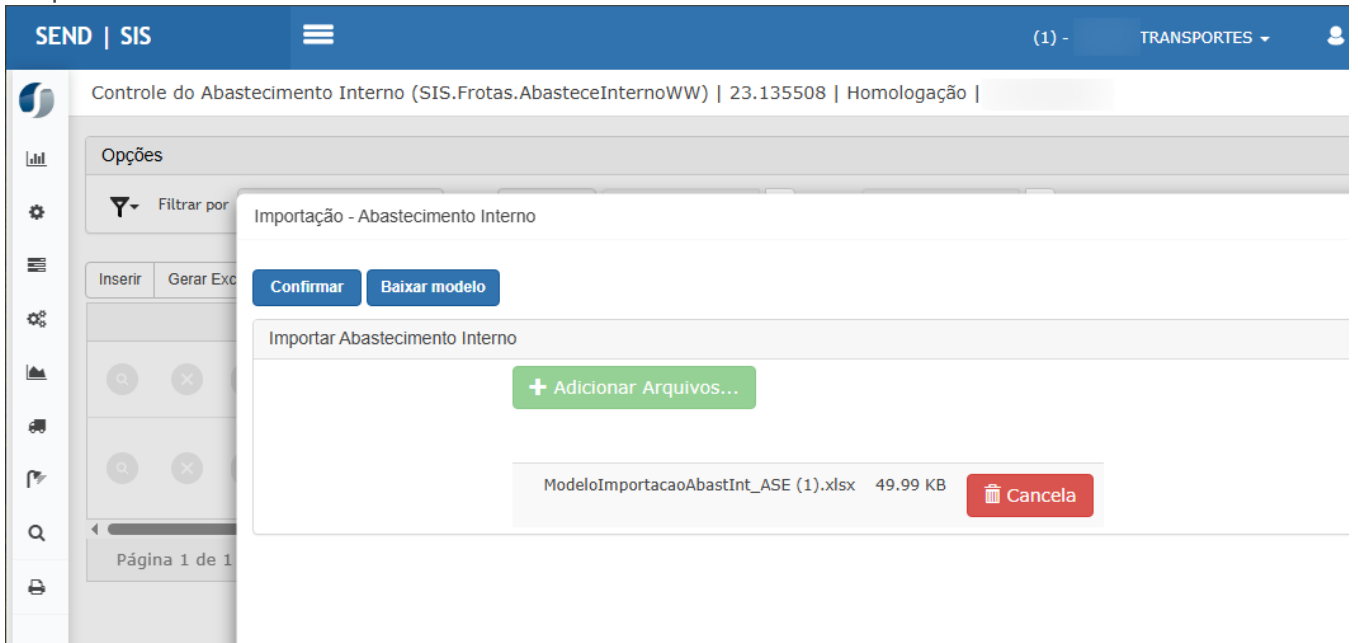 SEND | SIS
(1) - TRANSPORTES
Controle do Abastecimento Interno (SIS.Frotas.AbasteceInternoWW) | 23.135508 | Homologação |
Opções
Filtrar por
Importação - Abastecimento Interno
Inserir Gerar Exc
Confirmar Baixar modelo
Importar Abastecimento Interno
+ Adicionar Arquivos...
ModeloImportacaoAbastInt_ASE (1).xlsx 49.99 KB Cancela
Página 1 de 1